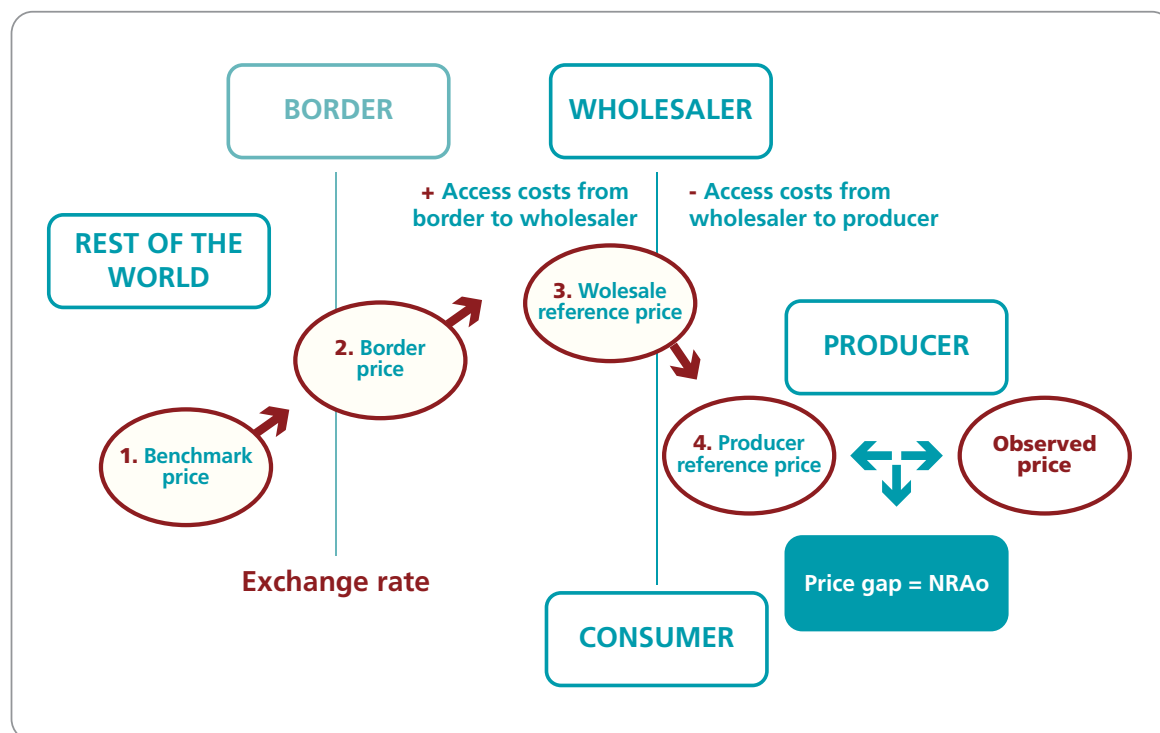 BORDER
WHOLESALER
+ Access costs from
border to wholesaler
- Access costs from
wholesaler to producer
REST OF THE
WORLD
3. Wolesale
reference price
2. Border
price
PRODUCER
1. Benchmark
price
4. Producer
reference price
Observed
price
Exchange rate
Price gap = NRAo
CONSUMER